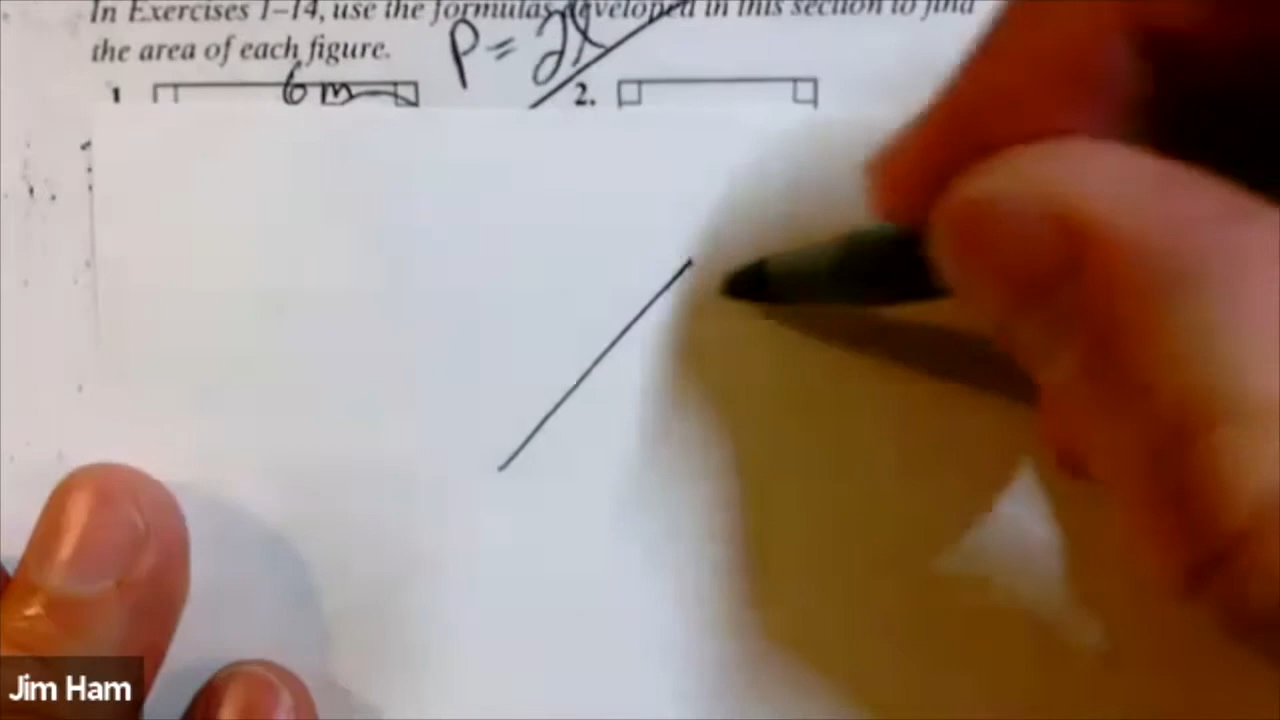 In Exercises 1–14, use the formulas developed in this section to find
the area of each figure.
P = 2l
1 6 m 2.
Jim Ham